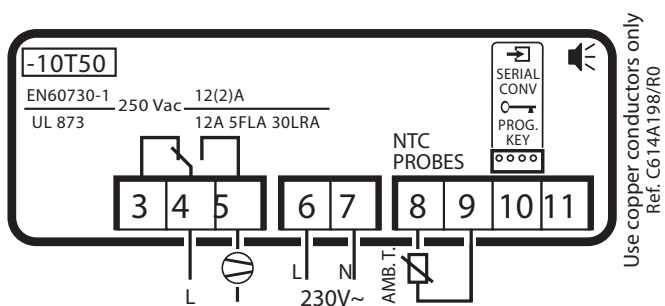 -10T50
EN60730-1
UL 873
250 Vac
12(2)A
12A 5FLA 30LRA
SERIAL
CONV
PROG.
KEY
NTC
PROBES
3 4 5 6 7 8 9 10 11
L
L N
230V~
AMB. T.
Use copper conductors only
Ref. C614A198/R0